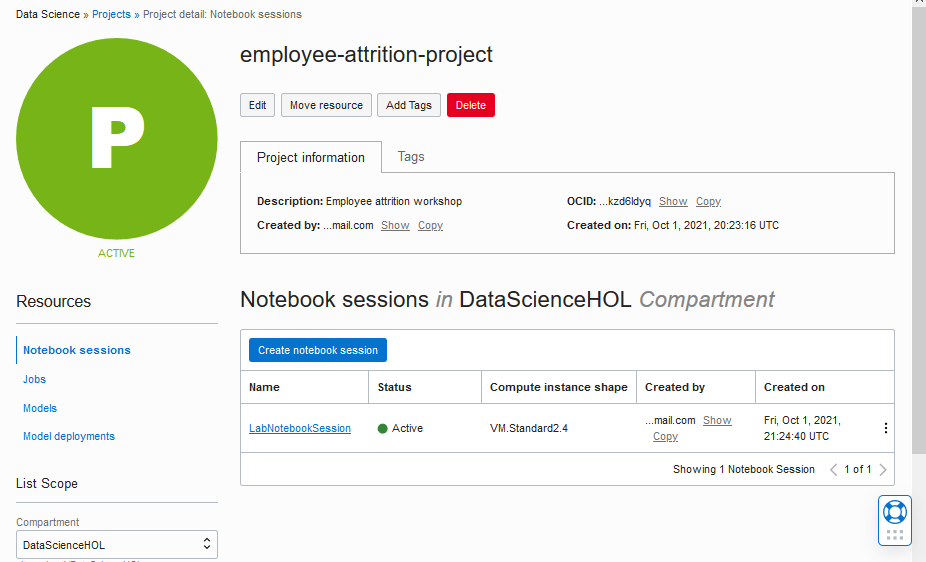 Data Science » Projects » Project detail: Notebook sessions
P
ACTIVE
employee-attrition-project
Edit Move resource Add Tags Delete
Project information Tags
Description: Employee attrition workshop OCID: ...kzd6ldyq Show Copy
Created by: ...mail.com Show Copy Created on: Fri, Oct 1, 2021, 20:23:16 UTC
Resources
Notebook sessions
Jobs
Models
Model deployments
List Scope
Compartment
DataScienceHOL
Notebook sessions in DataScienceHOL Compartment
Create notebook session
Name Status Compute instance shape Created by Created on
LabNotebookSession Active VM.Standard2.4 ...mail.com Show Copy Fri, Oct 1, 2021, 21:24:40 UTC
Showing 1 Notebook Session 1 of 1